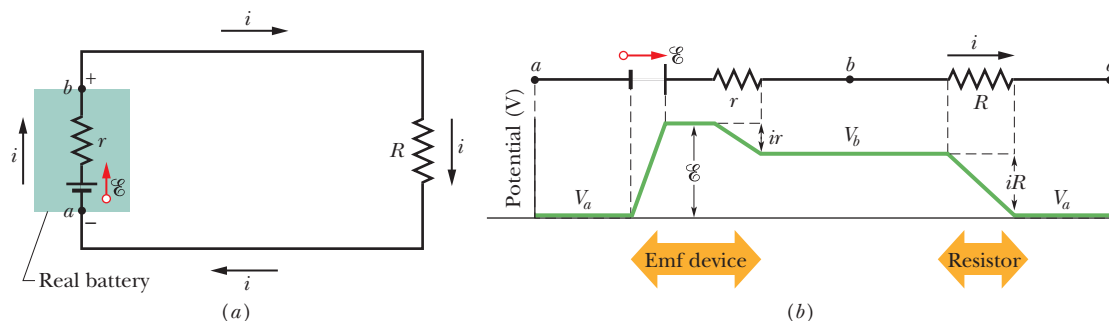 i
b
+
r
i
ℰ
a
−
R
i
Real battery
i
(a)
Potential (V)
a
ℰ
r
b
i
R
ir
V_b
ℰ
iR
V_a
V_a
Emf device
Resistor
(b)